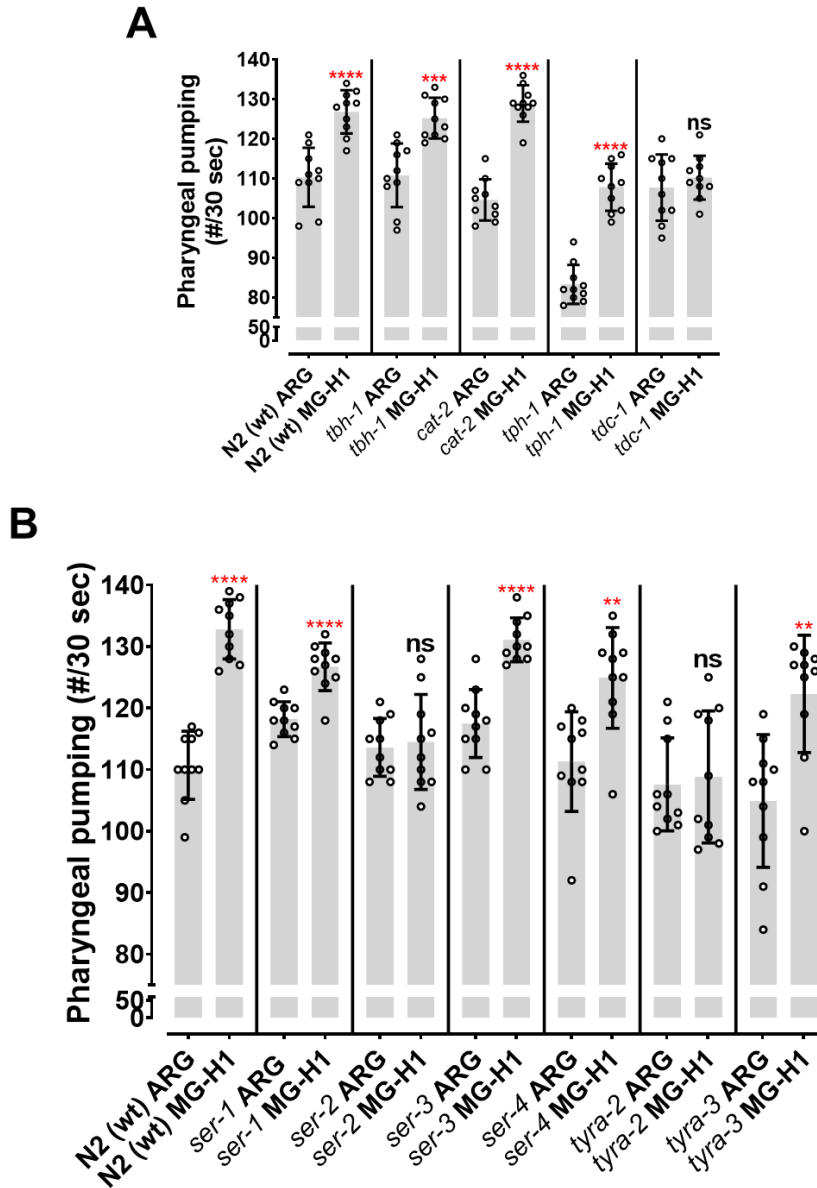 A
Pharyngeal pumping
(#/30 sec)
140
130
120
110
100
90
80
50
0
****
***
****
****
ns
N2 (wt) ARG
N2 (wt) MG-H1
tbh-1 ARG
tbh-1 MG-H1
cat-2 ARG
cat-2 MG-H1
tph-1 ARG
tph-1 MG-H1
tdc-1 ARG
tdc-1 MG-H1
B
Pharyngeal pumping (#/30 sec)
140
130
120
110
100
90
80
50
0
****
****
ns
****
**
ns
**
N2 (wt) ARG
N2 (wt) MG-H1
ser-1 ARG
ser-1 MG-H1
ser-2 ARG
ser-2 MG-H1
ser-3 ARG
ser-3 MG-H1
ser-4 ARG
ser-4 MG-H1
tyra-2 ARG
tyra-2 MG-H1
tyra-3 ARG
tyra-3 MG-H1